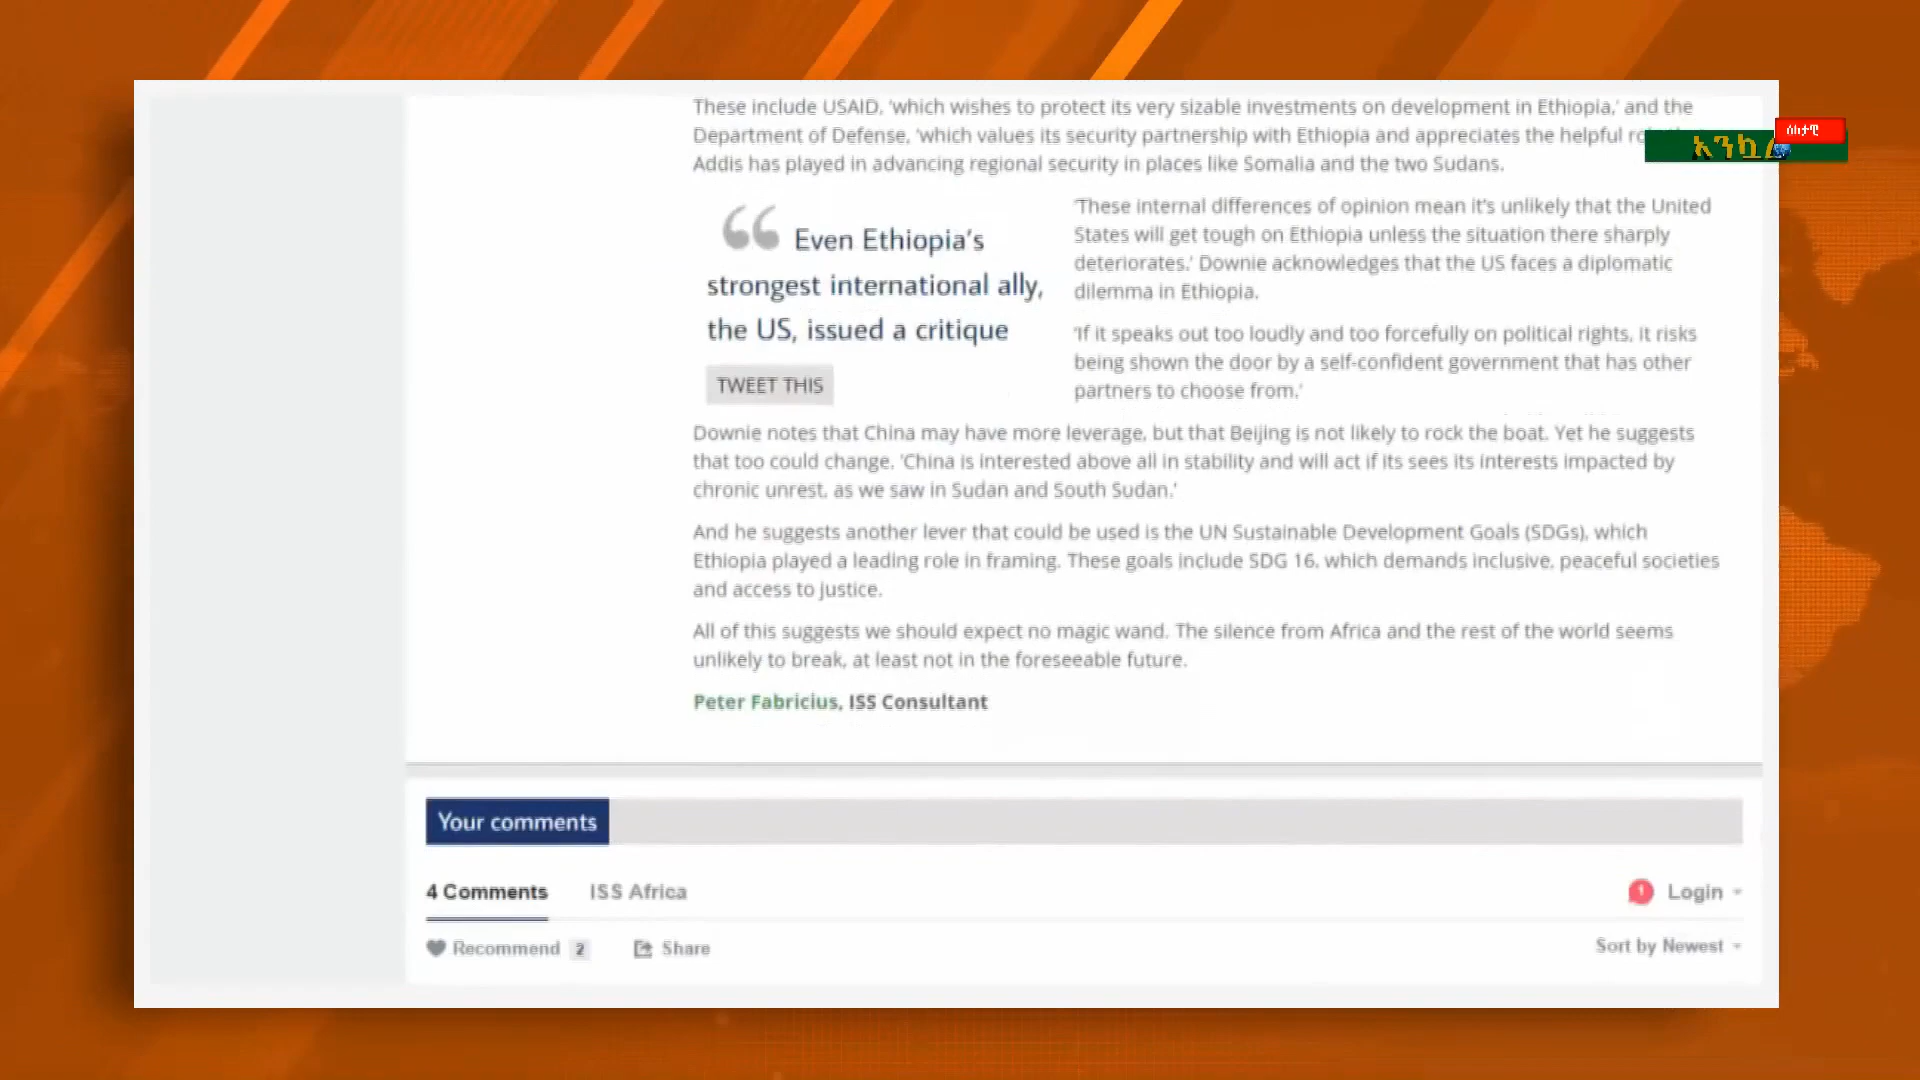 These include USAID, ‘which wishes to protect its very sizable investments on development in Ethiopia,’ and the
Department of Defense, ‘which values its security partnership with Ethiopia and appreciates the helpful
Addis has played in advancing regional security in places like Somalia and the two Sudans.
ሰሉታዊ
አንኳር
“ Even Ethiopia’s
strongest international ally,
the US, issued a critique
TWEET THIS
‘These internal differences of opinion mean it’s unlikely that the United
States will get tough on Ethiopia unless the situation there sharply
deteriorates.’ Downie acknowledges that the US faces a diplomatic
dilemma in Ethiopia.
‘If it speaks out too loudly and too forcefully on political rights, it risks
being shown the door by a self-confident government that has other
partners to choose from.’
Downie notes that China may have more leverage, but that Beijing is not likely to rock the boat. Yet he suggests
that too could change. ‘China is interested above all in stability and will act if its sees its interests impacted by
chronic unrest, as we saw in Sudan and South Sudan.’
And he suggests another lever that could be used is the UN Sustainable Development Goals (SDGs), which
Ethiopia played a leading role in framing. These goals include SDG 16, which demands inclusive, peaceful societies
and access to justice.
All of this suggests we should expect no magic wand. The silence from Africa and the rest of the world seems
unlikely to break, at least not in the foreseeable future.
Peter Fabricius, ISS Consultant
Your comments
4 Comments ISS Africa 1 Login
Recommend 2 Share Sort by Newest